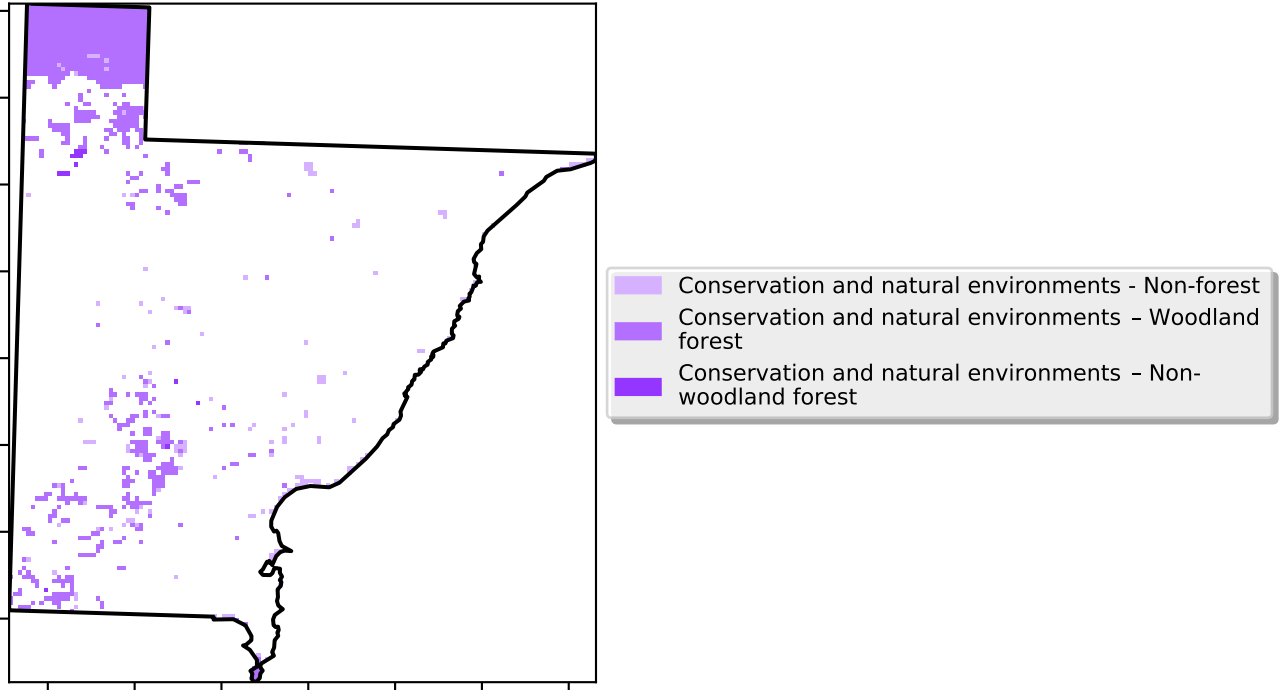 Conservation and natural environments - Non-forest
Conservation and natural environments – Woodland
forest
Conservation and natural environments – Non-
woodland forest